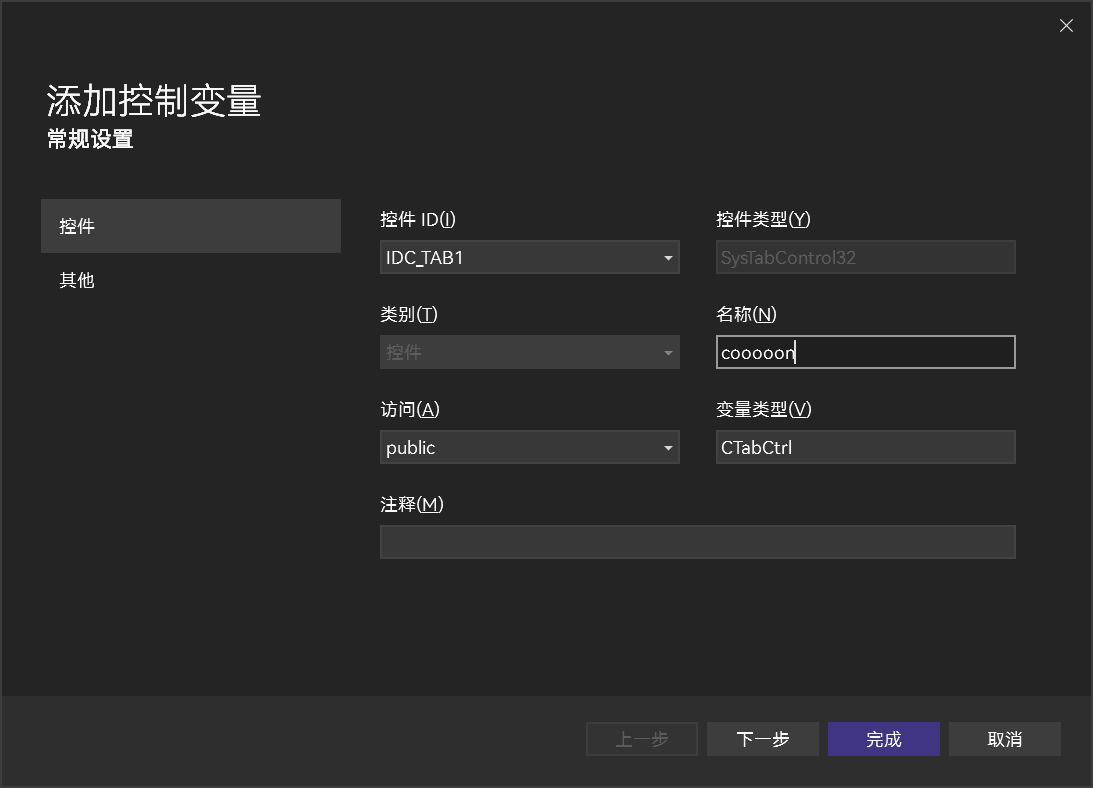 添加控制变量
常规设置
控件
其他
控件 ID(I)
控件类型(Y)
IDC_TAB1
SysTabControl32
类别(T)
名称(N)
控件
cooooon
访问(A)
变量类型(V)
public
CTabCtrl
注释(M)
上一步
下一步
完成
取消